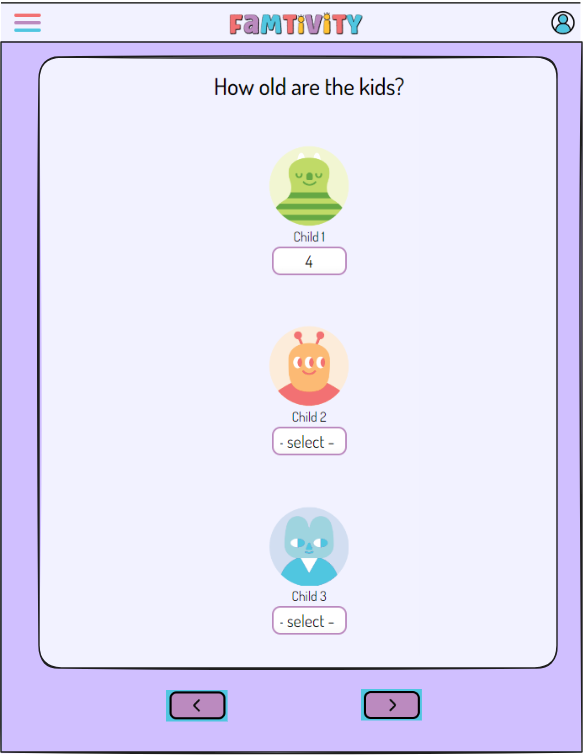 FaMTiViTY
How old are the kids?
Child 1
4
Child 2
- select -
Child 3
- select -
<
>